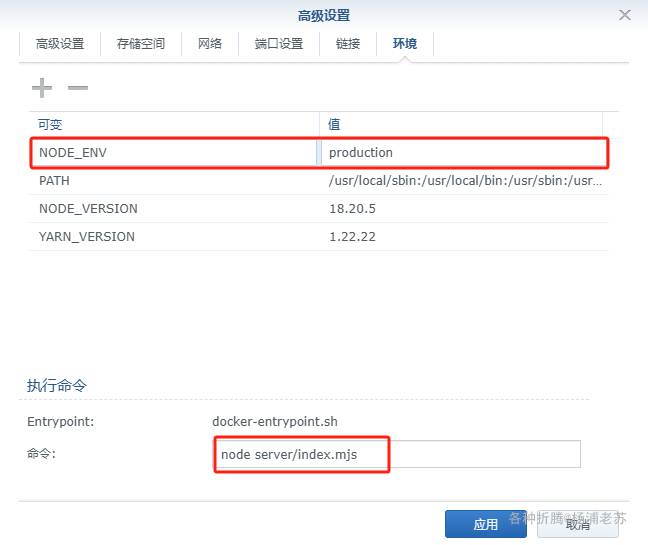 高级设置
高级设置 存储空间 网络 端口设置 链接 环境
可变 值
NODE_ENV production
PATH /usr/local/sbin:/usr/local/bin:/usr/sbin:/usr...
NODE_VERSION 18.20.5
YARN_VERSION 1.22.22
执行命令
Entrypoint: docker-entrypoint.sh
命令: node server/index.mjs
应用 取消
各种折腾@杨浦老苏